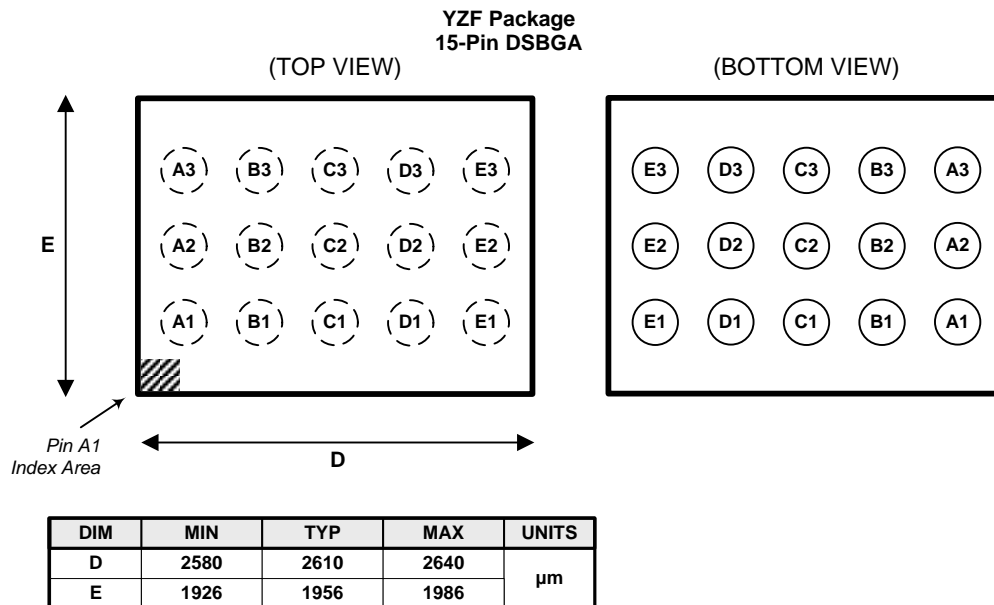 YZF Package
15-Pin DSBGA
(TOP VIEW)
(BOTTOM VIEW)
A3 B3 C3 D3 E3
E3 D3 C3 B3 A3
E
A2 B2 C2 D2 E2
E2 D2 C2 B2 A2
A1 B1 C1 D1 E1
E1 D1 C1 B1 A1
Pin A1
Index Area
D
DIM MIN TYP MAX UNITS
D 2580 2610 2640 µm
E 1926 1956 1986